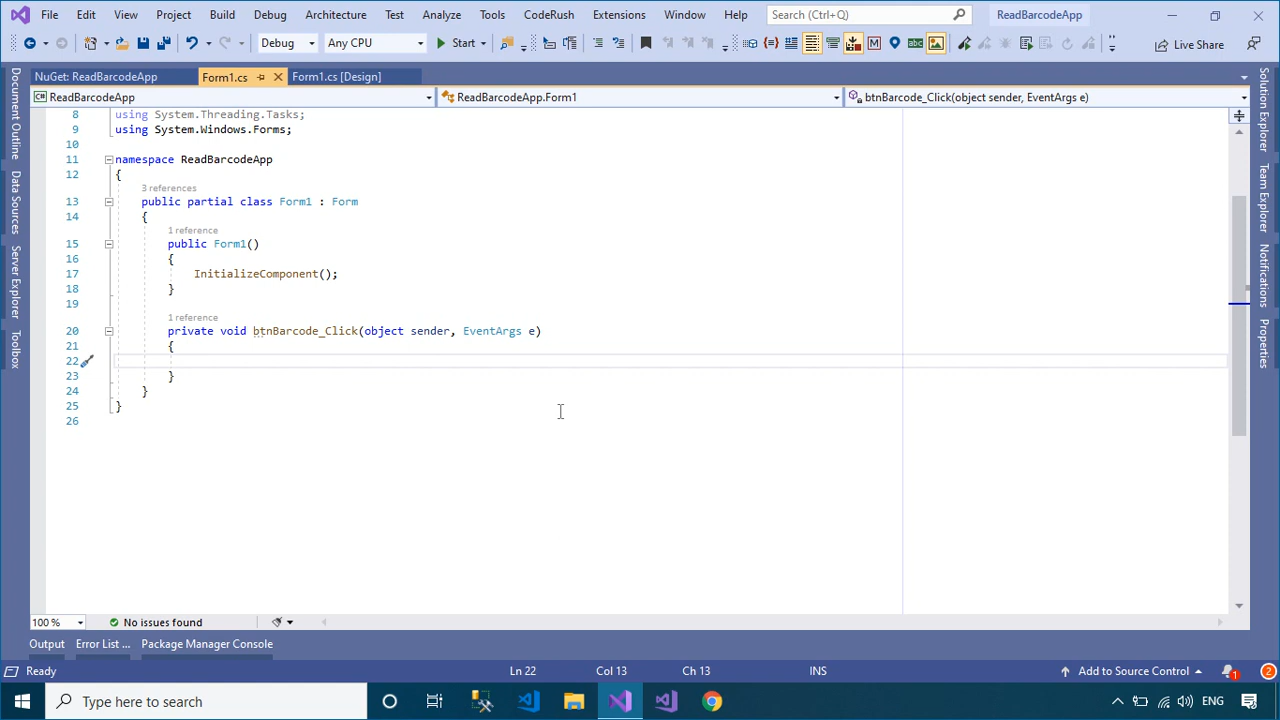 File Edit View Project Build Debug Architecture Test Analyze Tools CodeRush Extensions Window Help Search (Ctrl+Q) ReadBarcodeApp
Debug Any CPU Start Live Share
NuGet: ReadBarcodeApp Form1.cs Form1.cs [Design]
ReadBarcodeApp ReadBarcodeApp.Form1 btnBarcode_Click(object sender, EventArgs e)
8 using System.Threading.Tasks;
9 using System.Windows.Forms;
10
11 namespace ReadBarcodeApp
12 {
3 references
13 public partial class Form1 : Form
14 {
1 reference
15 public Form1()
16 {
17 InitializeComponent();
18 }
19
1 reference
20 private void btnBarcode_Click(object sender, EventArgs e)
21 {
22
23 }
24 }
25 }
26
Document Outline
Data Sources
Server Explorer
Toolbox
Solution Explorer
Team Explorer
Notifications
Properties
100 % No issues found
Output Error List ... Package Manager Console
Ready Ln 22 Col 13 Ch 13 INS Add to Source Control 1 2
Type here to search ENG